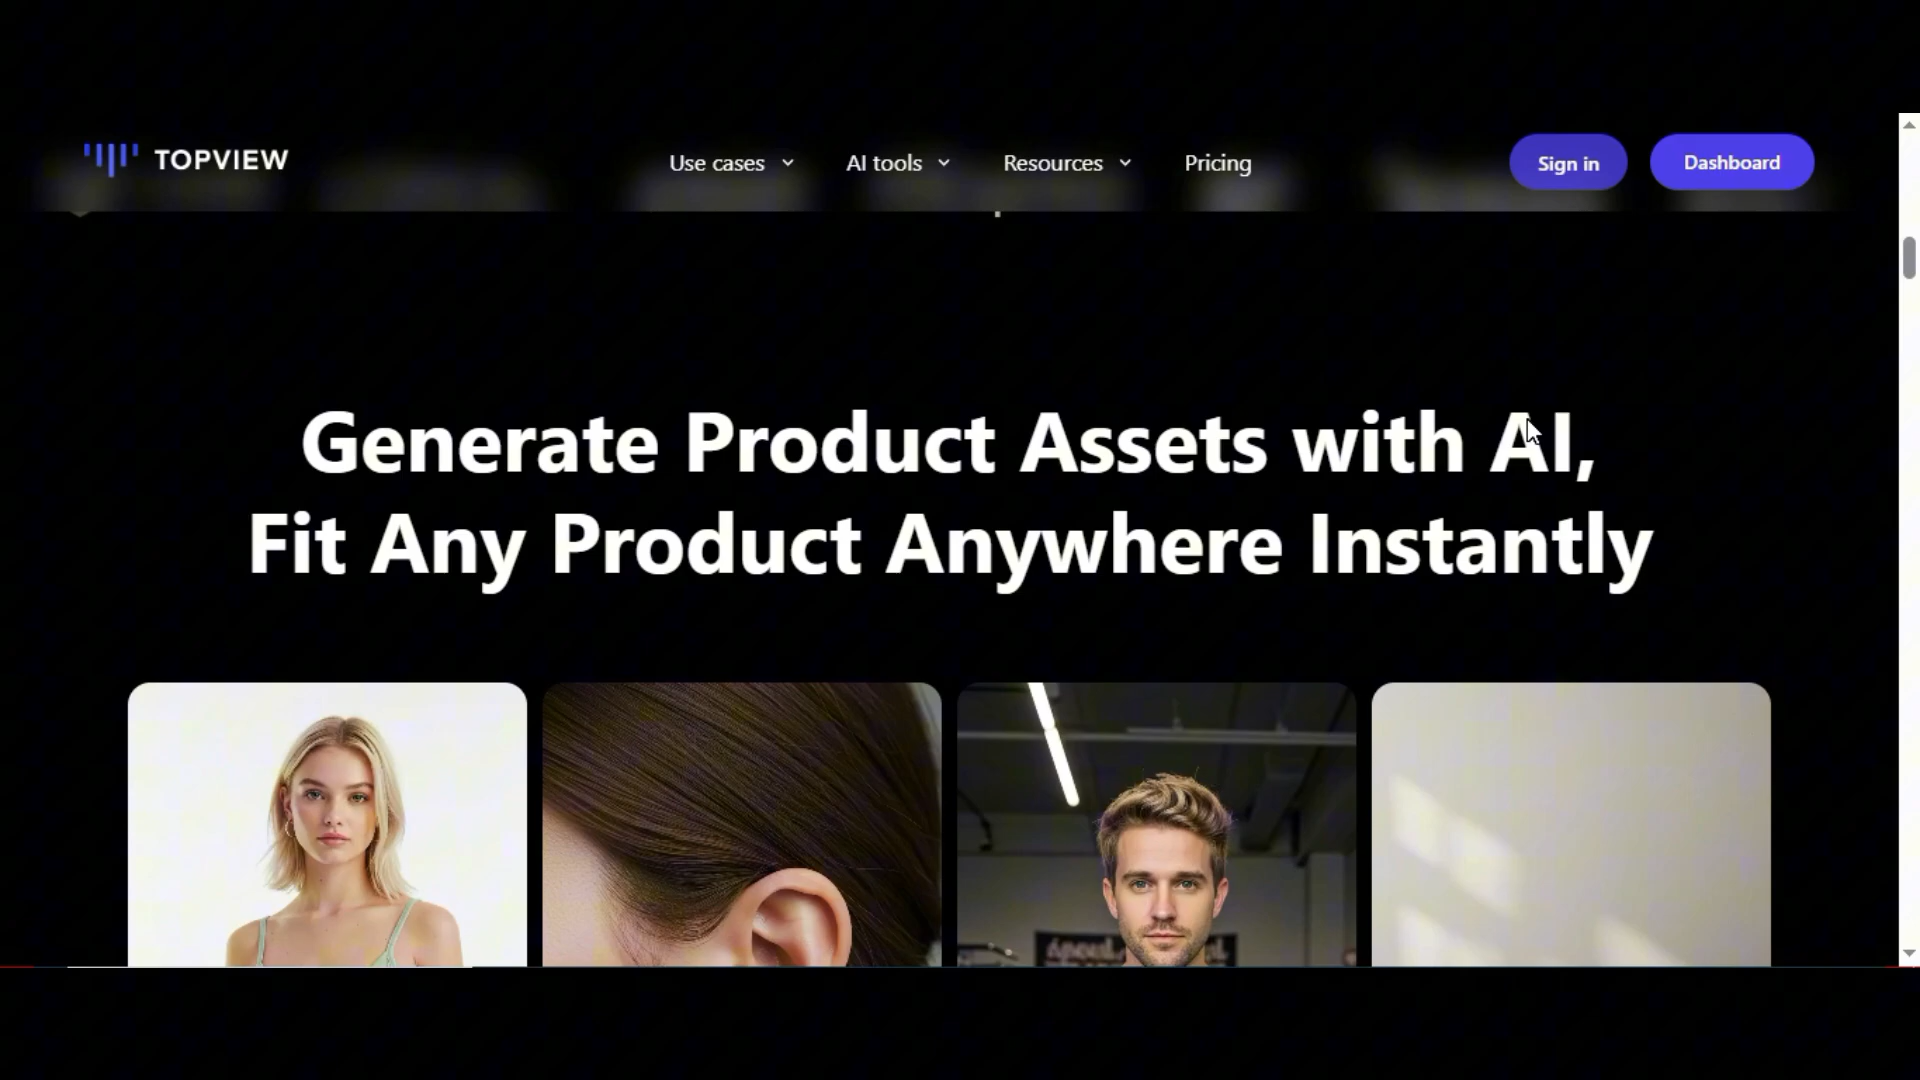 TOPVIEW
Use cases
AI tools
Resources
Pricing
Sign in
Dashboard
Generate Product Assets with AI,
Fit Any Product Anywhere Instantly